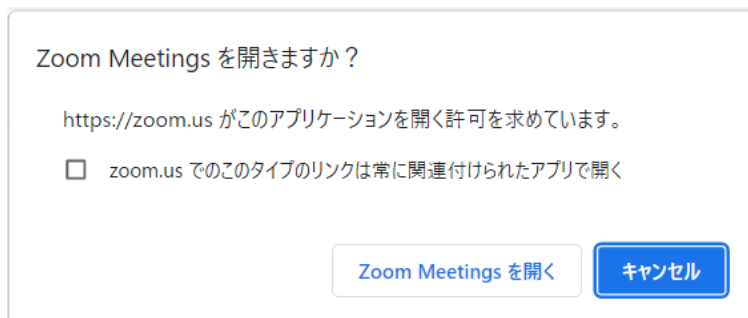 Zoom Meetings を開きますか？
https://zoom.us がこのアプリケーションを開く許可を求めています。
zoom.us でのこのタイプのリンクは常に関連付けられたアプリで開く
Zoom Meetings を開く
キャンセル